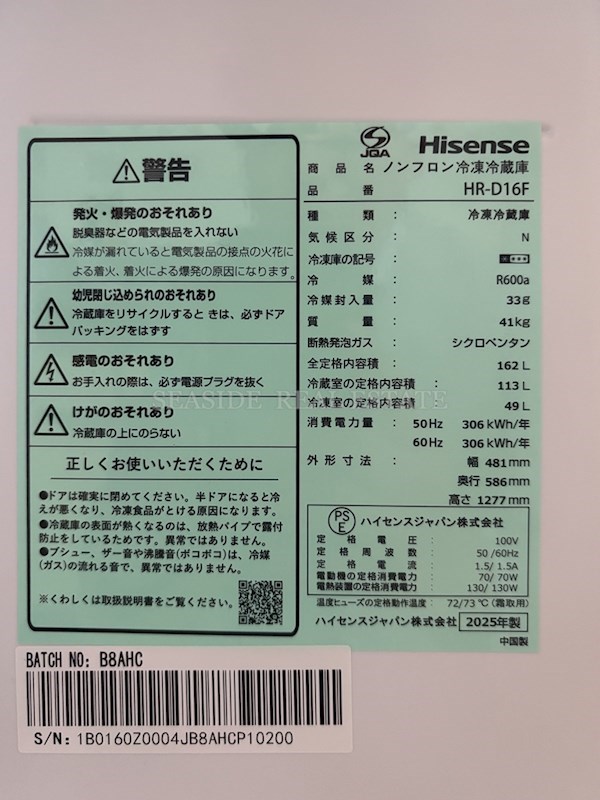 警告
発火・爆発のおそれあり
脱臭器などの電気製品を入れない
冷媒が漏れていると電気製品の接点の火花に
よる着火、着火による爆発の原因になります。
幼児閉じ込められのおそれあり
冷蔵庫をリサイクルするときは、必ずドア
パッキングをはずす
感電のおそれあり
お手入れの際は、必ず電源プラグを抜く
けがのおそれあり
冷蔵庫の上にのらない
正しくお使いいただくために
●ドアは確実に閉めてください。半ドアになると冷
えが悪くなり、冷凍食品がとける原因になります。
●冷蔵庫の表面が熱くなるのは、放熱パイプで露付
防止をしているためです。異常ではありません。
●プシュー、ザー音や沸騰音(ポコポコ)は、冷媒
(ガス)の流れる音で、異常ではありません。
※くわしくは取扱説明書をご覧ください。
JQA Hisense
商品名 ノンフロン冷凍冷蔵庫
品番 HR-D16F
種類 : 冷凍冷蔵庫
気候区分 : N
冷凍庫の記号 : ****
冷媒 : R600a
冷媒封入量 : 33g
質量 : 41kg
断熱発泡ガス : シクロペンタン
全定格内容積 : 162L
冷蔵室の定格内容積 : 113L
冷凍室の定格内容積 : 49L
消費電力量 : 50Hz 306kWh/年
60Hz 306kWh/年
外形寸法 : 幅 481mm
奥行 586mm
高さ 1277mm
PSE ハイセンスジャパン株式会社
定格電圧 : 100V
定格周波数 : 50/60Hz
定格電流 : 1.5/1.5A
電動機の定格消費電力 : 70/70W
電熱装置の定格消費電力 : 130/130W
温度ヒューズの定格動作温度 : 72/73℃(霜取用)
ハイセンスジャパン株式会社 2025年製
中国製
SEASIDE REAL ESTATE
BATCH NO: B8AHC
S/N: 1B0160Z0004JB8AHCP10200